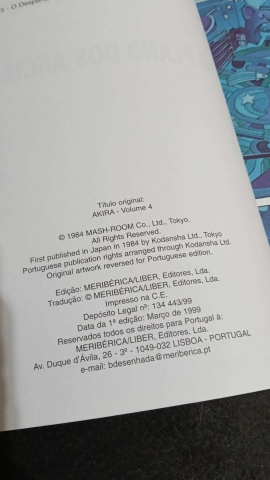 O Despert
Título original:
AKIRA - Volume 4
© 1984 MASH-ROOM Co., Ltd., Tokyo.
All Rights Reserved.
First published in Japan in 1984 by Kodansha Ltd., Tokyo
Portuguese publication rights arranged through Kodansha Ltd.
Original artwork reversed for Portuguese edition.
Edição: MERIBÉRICA/LIBER, Editores, Lda.
Tradução: © MERIBÉRICA/LIBER, Editores, Lda.
Impresso na C.E.
Depósito Legal nº: 134 443/99
Data da 1ª edição: Março de 1999
Reservados todos os direitos para Portugal à:
MERIBÉRICA/LIBER, Editores, Lda.
Av. Duque d'Ávila, 26 - 3º - 1049-032 LISBOA - PORTUGAL
e-mail: bdesenhada@meriberica.pt